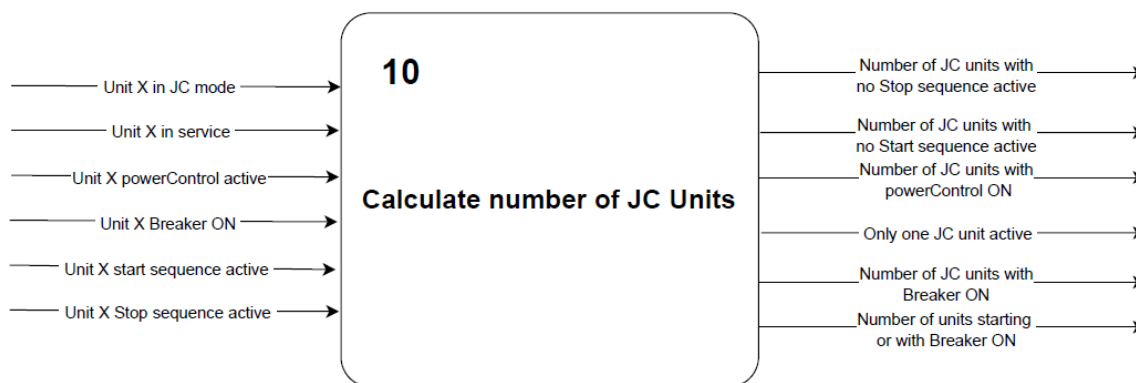 10
Calculate number of JC Units
Unit X in JC mode
Unit X in service
Unit X powerControl active
Unit X Breaker ON
Unit X start sequence active
Unit X Stop sequence active
Number of JC units with
no Stop sequence active
Number of JC units with
no Start sequence active
Number of JC units with
powerControl ON
Only one JC unit active
Number of JC units with
Breaker ON
Number of units starting
or with Breaker ON